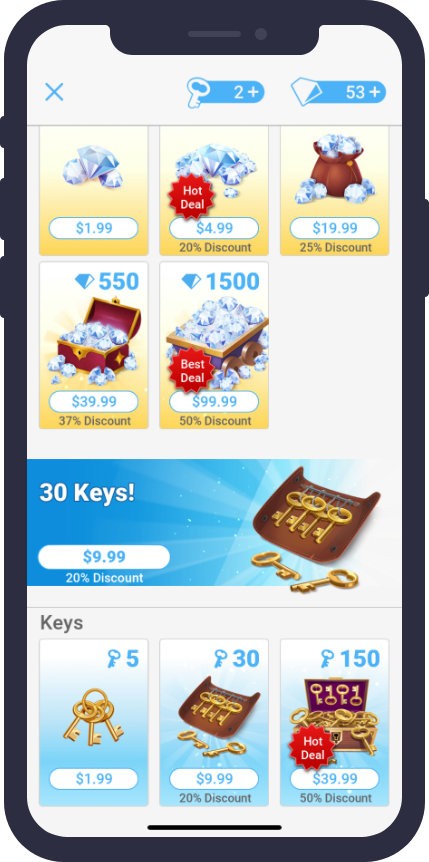 2 +
53 +
Hot
Deal
$1.99
$4.99
$19.99
20% Discount
25% Discount
550
1500
Best
Deal
$39.99
$99.99
37% Discount
50% Discount
30 Keys!
$9.99
20% Discount
Keys
5
30
150
Hot
Deal
$1.99
$9.99
$39.99
20% Discount
50% Discount